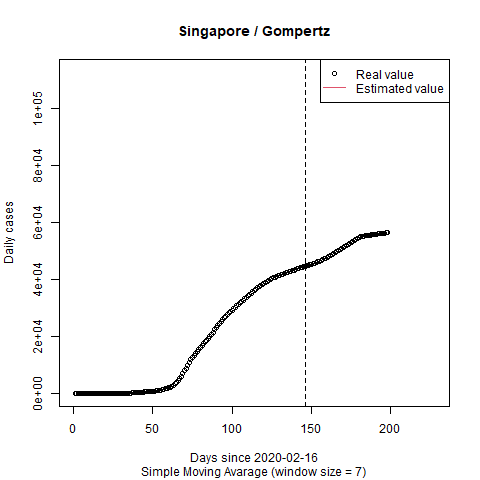 Singapore / Gompertz
Real value
Estimated value
Daily cases
0e+00
2e+04
4e+04
6e+04
8e+04
1e+05
0 50 100 150 200
Days since 2020-02-16
Simple Moving Avarage (window size = 7)